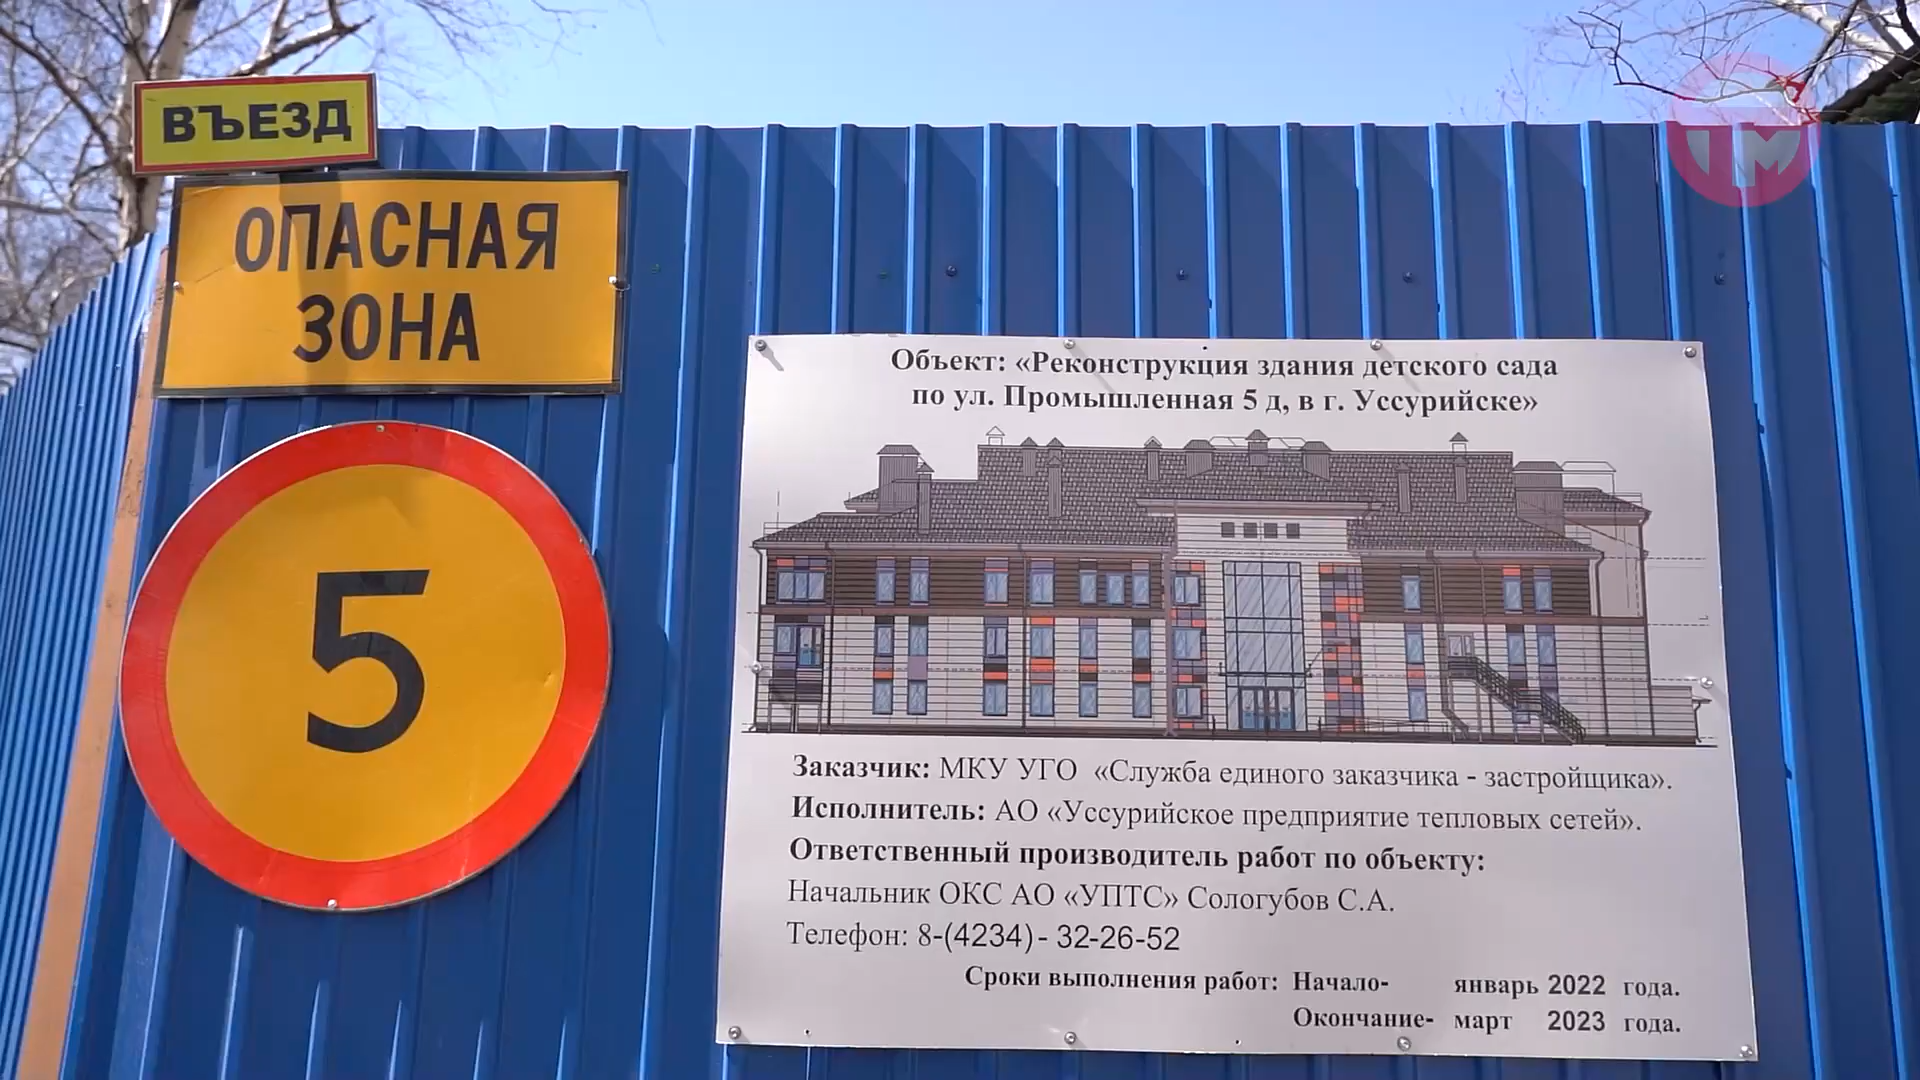 ВЪЕЗД
ОПАСНАЯ
ЗОНА
5
Объект: «Реконструкция здания детского сада
по ул. Промышленная 5 д, в г. Уссурийске»
Заказчик: МКУ УГО «Служба единого заказчика - застройщика».
Исполнитель: АО «Уссурийское предприятие тепловых сетей».
Ответственный производитель работ по объекту:
Начальник ОКС АО «УПТС» Сологубов С.А.
Телефон: 8-(4234)- 32-26-52
Сроки выполнения работ: Начало- январь 2022 года.
Окончание- март 2023 года.
ТМ